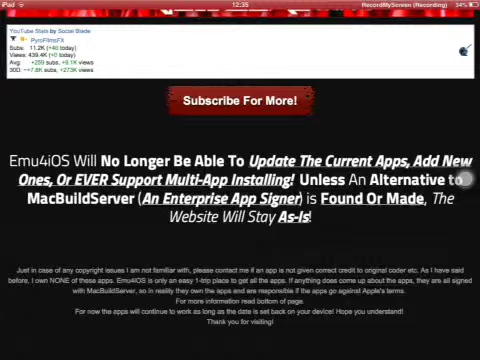 iPad
12:35
RecordMyScreen (Recording)
34%
YouTube Stats by Social Blade
PyroFilmsFX
Subs: 11.2K (+46 today)
Views: 439.4K (+0 today)
Avg: +259 subs, +9.1K views
30D: ~+7.8K subs, +273K views
Subscribe For More!
Emu4iOS Will No Longer Be Able To Update The Current Apps, Add New
Ones, Or EVER Support Multi-App Installing! Unless An Alternative to
MacBuildServer (An Enterprise App Signer) is Found Or Made, The
Website Will Stay As-Is!
Just in case of any copyright issues I am not familiar with, please contact me if an app is not given correct credit to original coder etc. As I have said
before, I own NONE of these apps. Emu4iOS is only an easy 1-trip place to get all the apps. If anything does come up about the apps, they are all signed
with MacBuildServer, so in reality they own the apps and are responsible if the apps go against Apple's terms.
For more information read bottom of page.
For now the apps will continue to work as long as the date is set back on your device! Hope you understand!
Thank you for visiting!